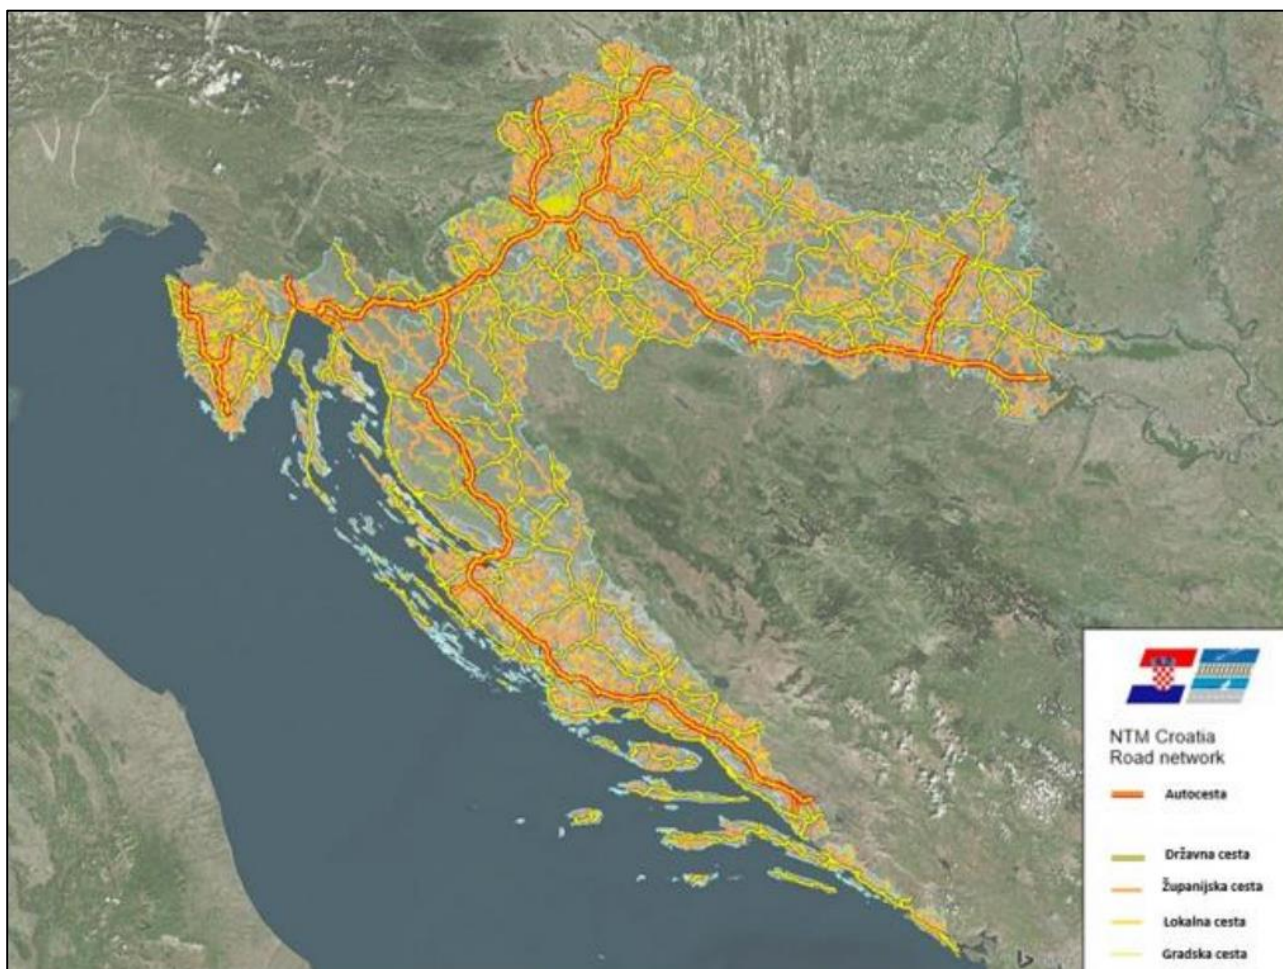 NTM Croatia
Road network
Autocesta
Državna cesta
Županijska cesta
Lokalna cesta
Gradska cesta